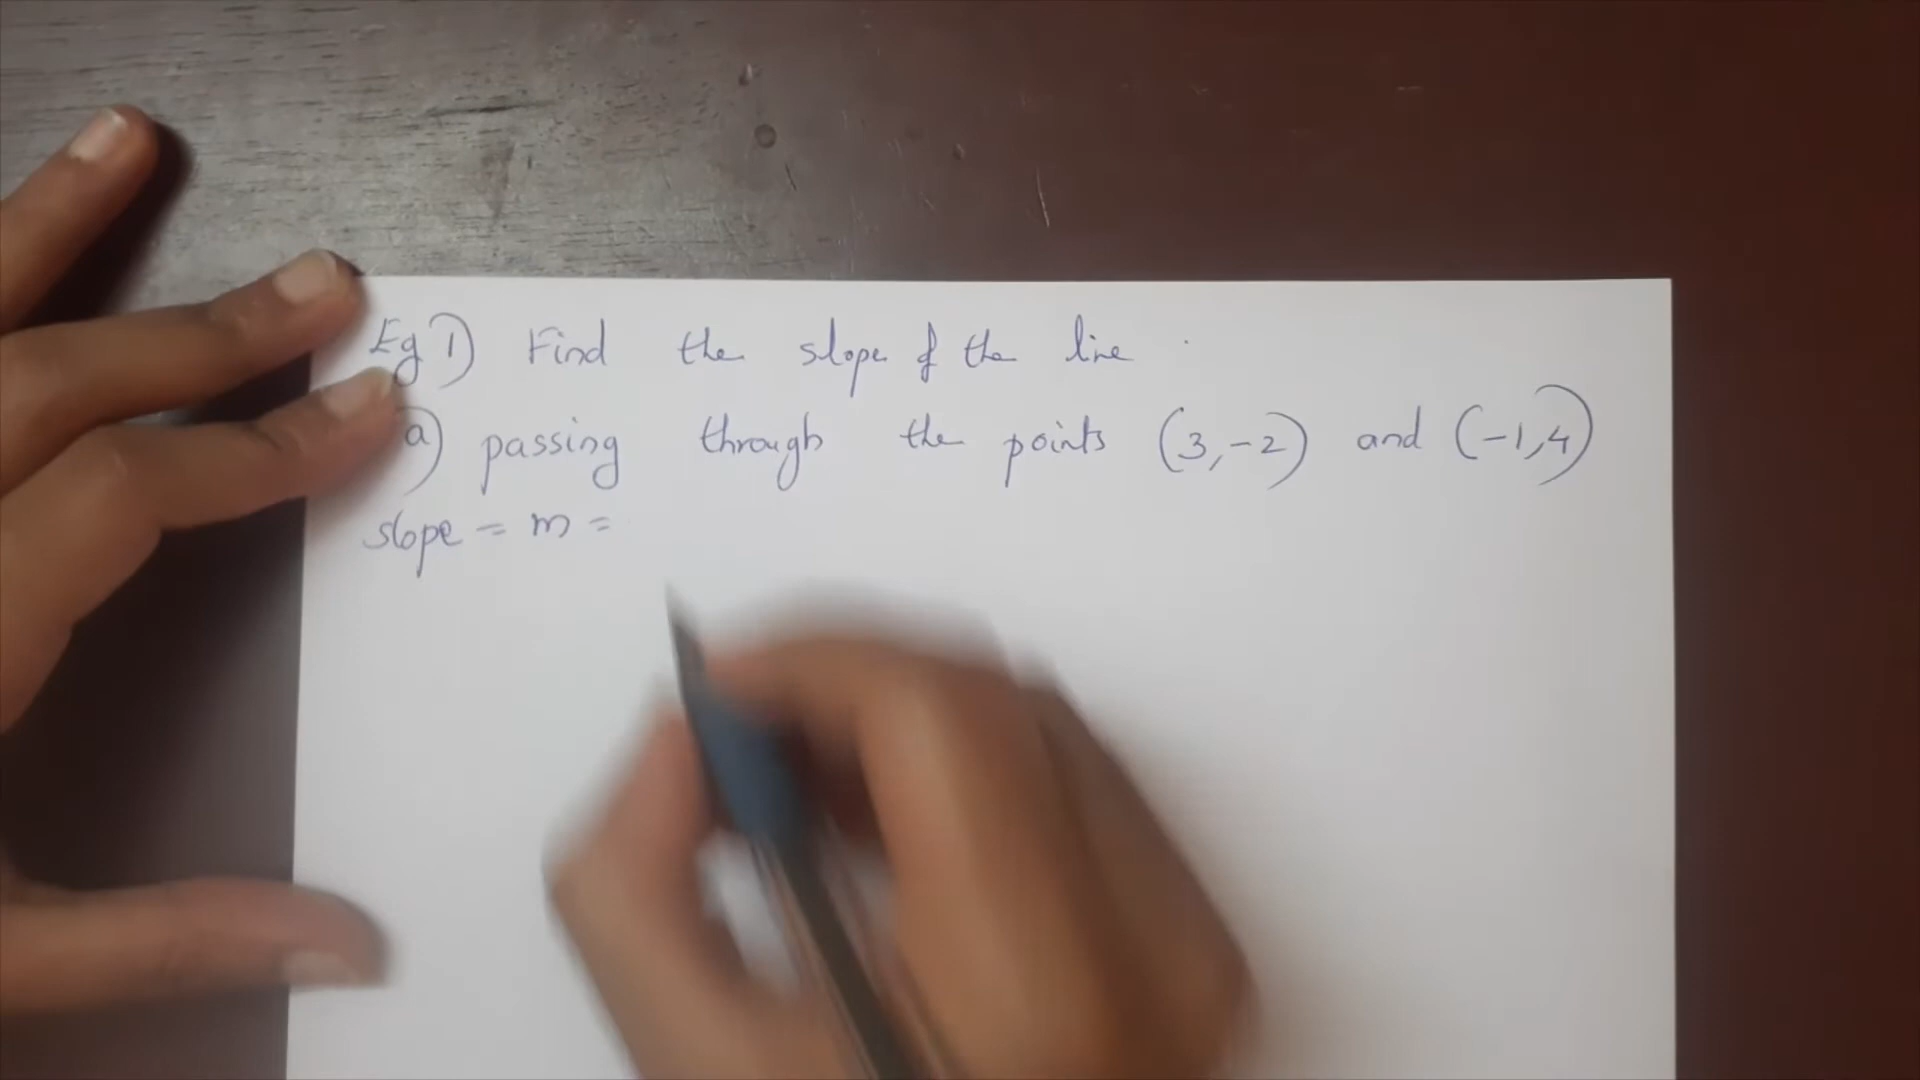 Eg 1) Find the slope of the line
a) passing through the points (3,-2) and (-1,4)
slope = m =